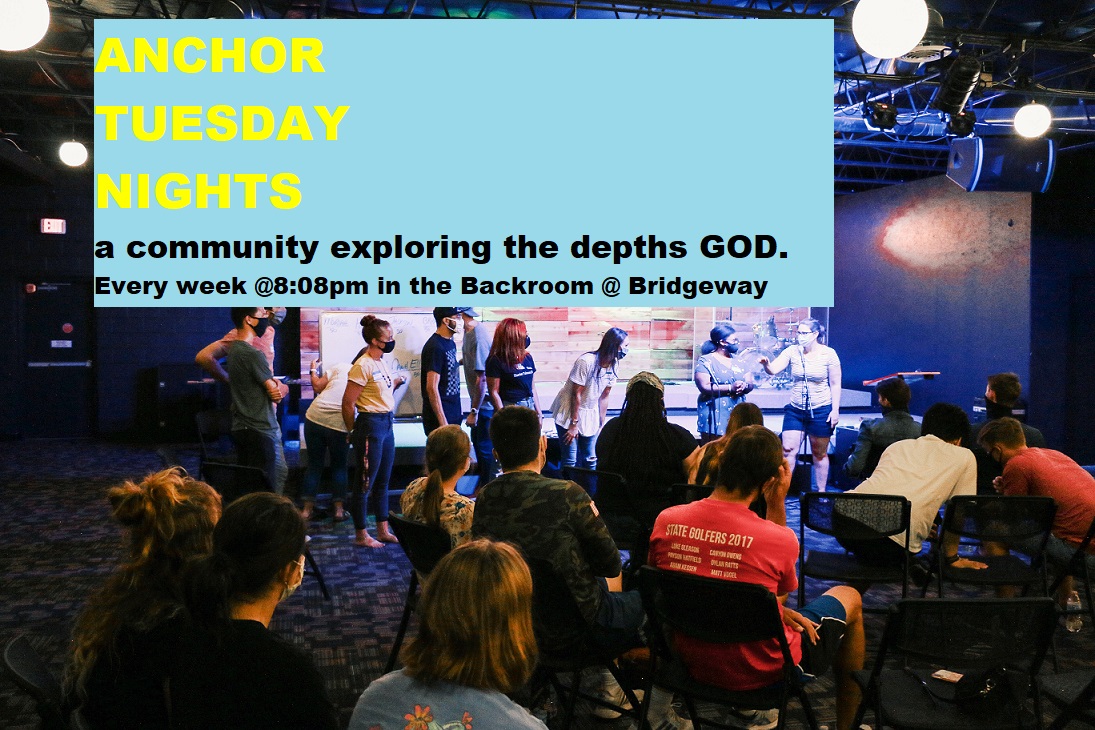 ANCHOR
TUESDAY
NIGHTS
a community exploring the depths GOD.
Every week @8:08pm in the Backroom @ Bridgeway
STATE GOLFERS 2017